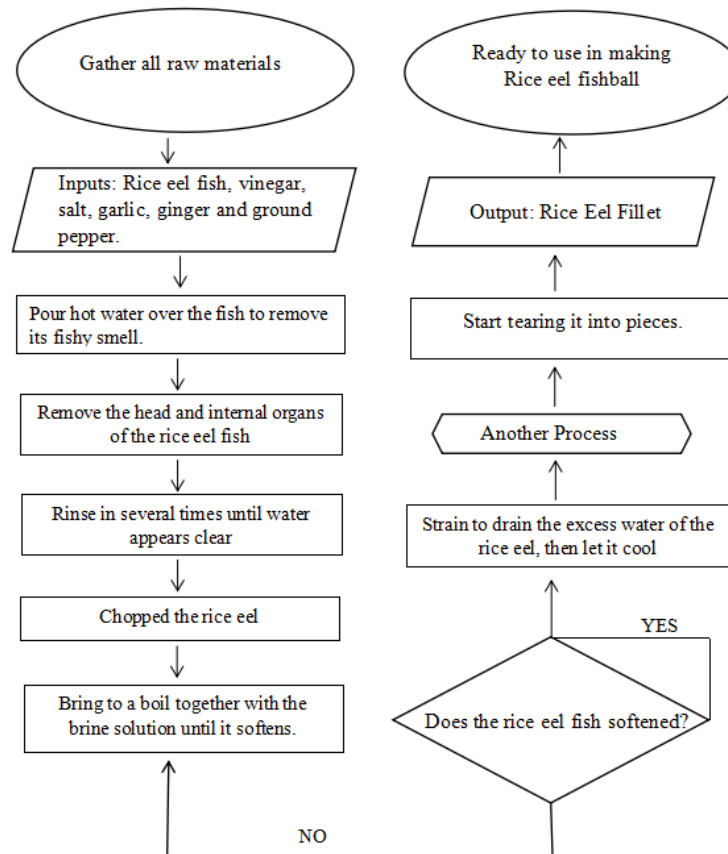 Gather all raw materials
Inputs: Rice eel fish, vinegar,
salt, garlic, ginger and ground
pepper.
Pour hot water over the fish to remove
its fishy smell.
Remove the head and internal organs
of the rice eel fish
Rinse in several times until water
appears clear
Chopped the rice eel
Bring to a boil together with the
brine solution until it softens.
NO
Does the rice eel fish softened?
YES
Strain to drain the excess water of the
rice eel, then let it cool
Another Process
Start tearing it into pieces.
Output: Rice Eel Fillet
Ready to use in making
Rice eel fishball